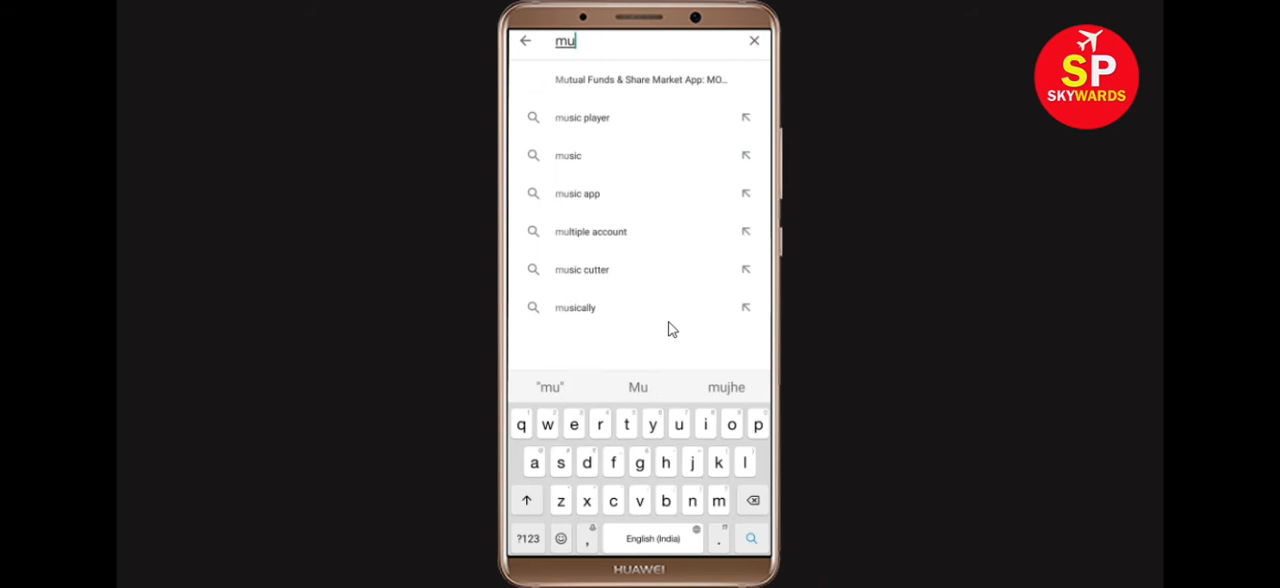 mu
SP
SKYWARDS
Mutual Funds & Share Market App: MO...
music player
music
music app
multiple account
music cutter
musically
"mu" Mu mujhe
q w e r t y u i o p
a s d f g h j k l
z x c v b n m
?123 , English (India) .
HUAWEI